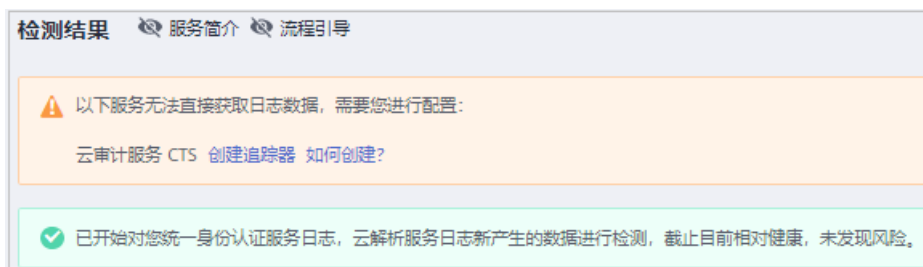 检测结果 服务简介 流程引导
以下服务无法直接获取日志数据，需要您进行配置：
云审计服务 CTS 创建追踪器 如何创建？
已开始对您统一身份认证服务日志，云解析服务日志新产生的数据进行检测，截止目前相对健康，未发现风险。